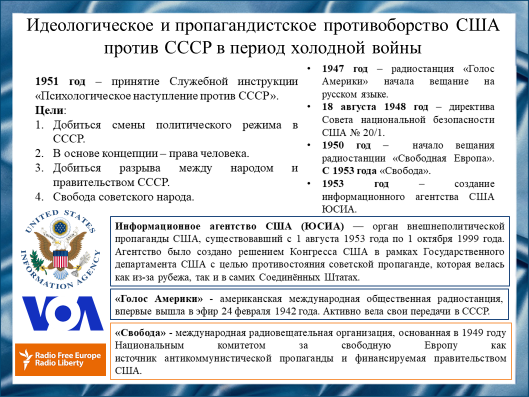 Идеологическое и пропагандистское противоборство США
против СССР в период холодной войны
1951 год – принятие Служебной инструкции
«Психологическое наступление против СССР».
Цели:
1. Добиться смены политического режима в
СССР.
2. В основе концепции – права человека.
3. Добиться разрыва между народом и
правительством СССР.
4. Свобода советского народа.
• 1947 год – радиостанция «Голос
Америки» начала вещание на
русском языке.
• 18 августа 1948 год – директива
Совета национальной безопасности
США № 20/1.
• 1950 год – начало вещания
радиостанции «Свободная Европа».
С 1953 года «Свобода».
• 1953 год – создание
информационного агентства США
ЮСИА.
UNITED STATES
INFORMATION AGENCY
Информационное агентство США (ЮСИА) — орган внешнеполитической
пропаганды США, существовавший с 1 августа 1953 года по 1 октября 1999 года.
Агентство было создано решением Конгресса США в рамках Государственного
департамента США с целью противостояния советской пропаганде, которая велась
как из-за рубежа, так и в самих Соединённых Штатах.
VOA
«Голос Америки» - американская международная общественная радиостанция,
впервые вышла в эфир 24 февраля 1942 года. Активно вела свои передачи в СССР.
Radio Free Europe
Radio Liberty
«Свобода» - международная радиовещательная организация, основанная в 1949 году
Национальным комитетом за свободную Европу как
источник антикоммунистической пропаганды и финансируемая правительством
США.